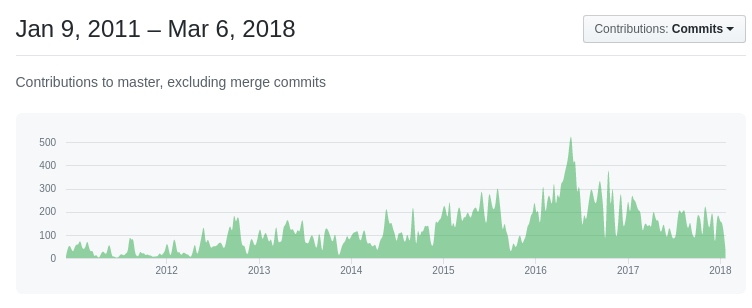 Jan 9, 2011 – Mar 6, 2018
Contributions: Commits
Contributions to master, excluding merge commits
500
400
300
200
100
0
2012 2013 2014 2015 2016 2017 2018